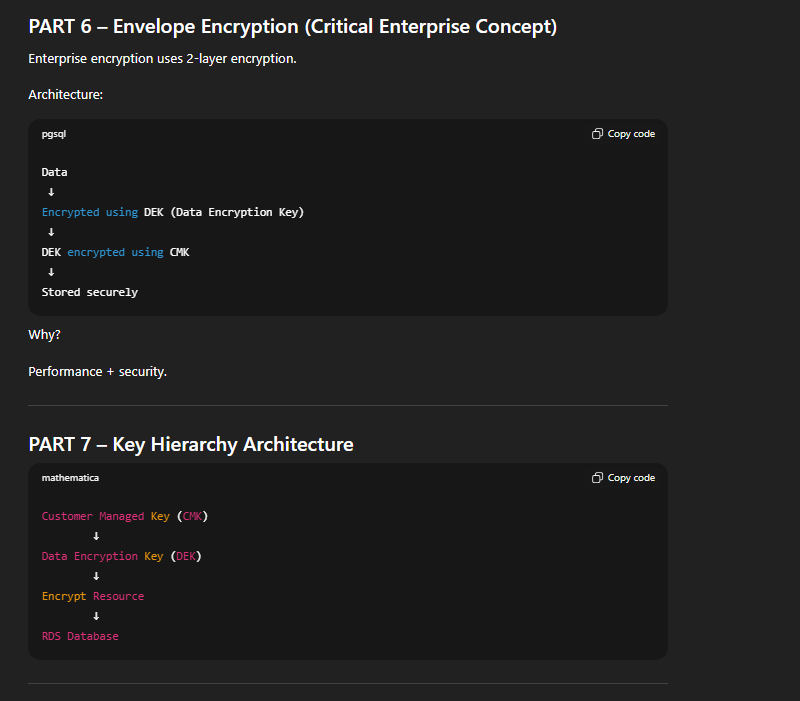 PART 6 – Envelope Encryption (Critical Enterprise Concept)
Enterprise encryption uses 2-layer encryption.
Architecture:
pgsql
Copy code
Data
↓
Encrypted using DEK (Data Encryption Key)
↓
DEK encrypted using CMK
↓
Stored securely
Why?
Performance + security.
PART 7 – Key Hierarchy Architecture
mathematica
Copy code
Customer Managed Key (CMK)
↓
Data Encryption Key (DEK)
↓
Encrypt Resource
↓
RDS Database